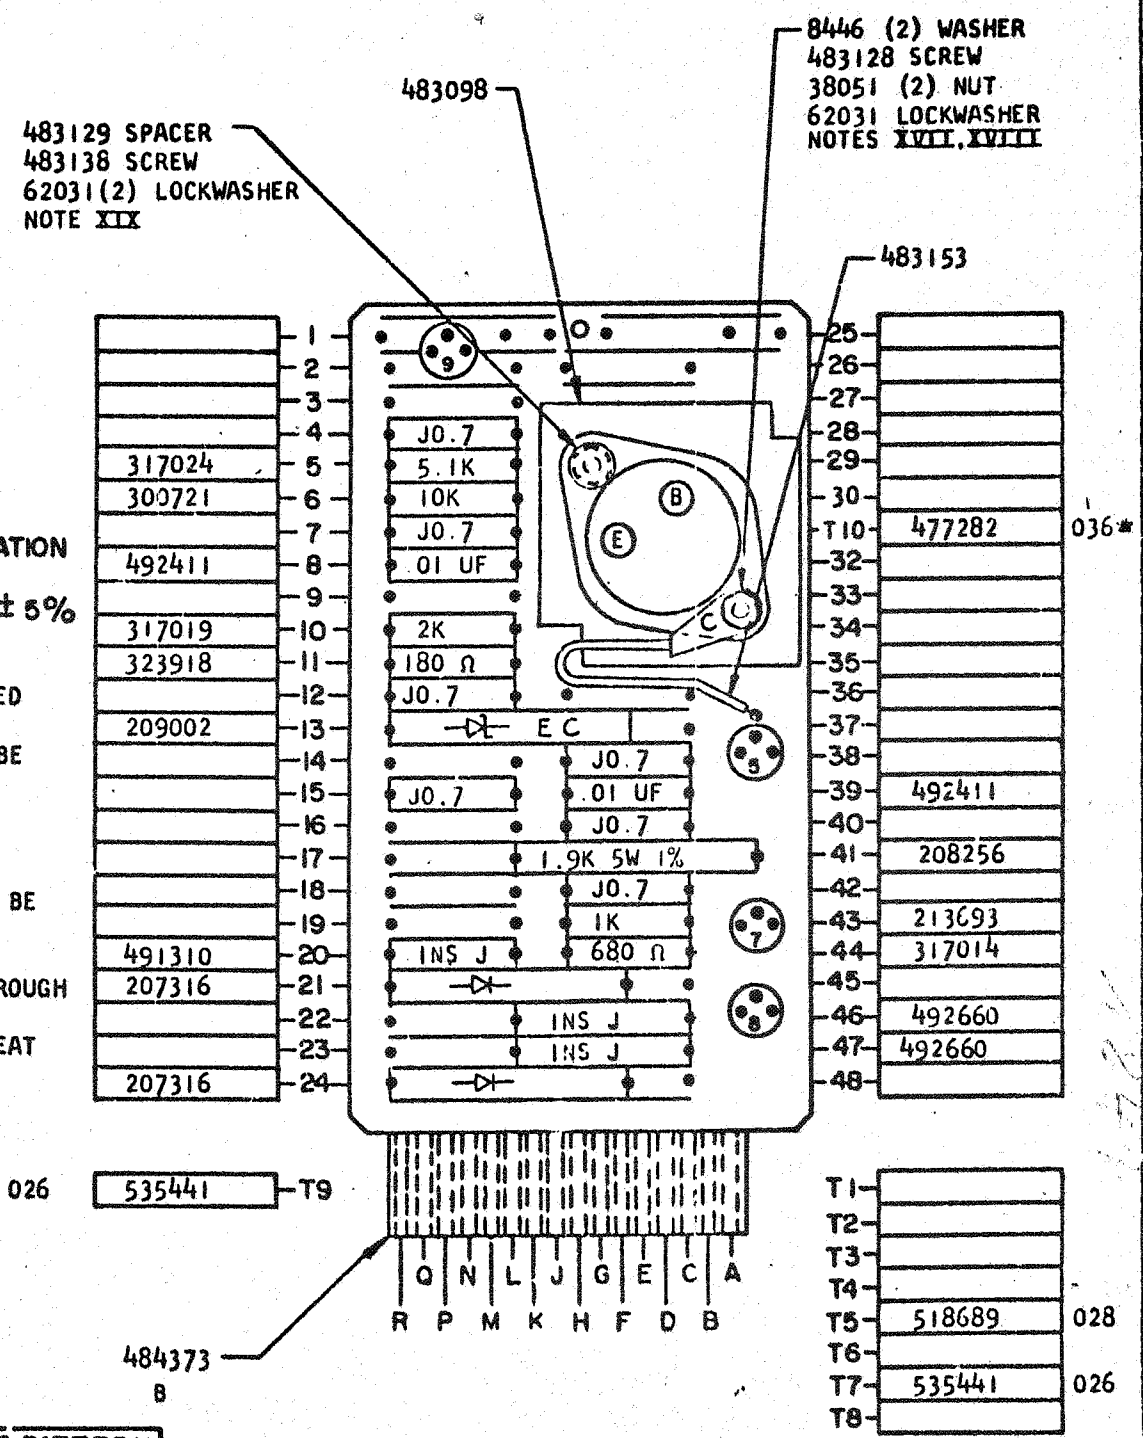 8446 (2) WASHER
483128 SCREW
38051 (2) NUT
62031 LOCKWASHER
NOTES XVII, XVIII
483098
483129 SPACER
483138 SCREW
62031(2) LOCKWASHER
NOTE XIX
483153
1
2
3
4
317024 5
300721 6
7
492411 8
9
317019 10
323918 11
12
209002 13
14
15
16
17
18
19
491310 20
207316 21
22
23
207316 24
026 535441 T9
ATION
± 5%
ED
BE
BE
ROUGH
EAT
9
J0.7
5.1K
10K
J0.7
.01 UF
2K
180 Ω
J0.7
E C
J0.7
J0.7 .01 UF
J0.7
1.9K 5W 1%
J0.7
1K
INS J 680 Ω
INS J
INS J
B
E
C
5
7
8
25
26
27
28
29
30
T10 477282 036*
32
33
34
35
36
37
38
39 492411
40
41 208256
42
43 213693
44 317014
45
46 492660
47 492660
48
Q N L J G E C A
R P M K H F D B
484373
B
T1
T2
T3
T4
T5 518689 028
T6
T7 535441 026
T8